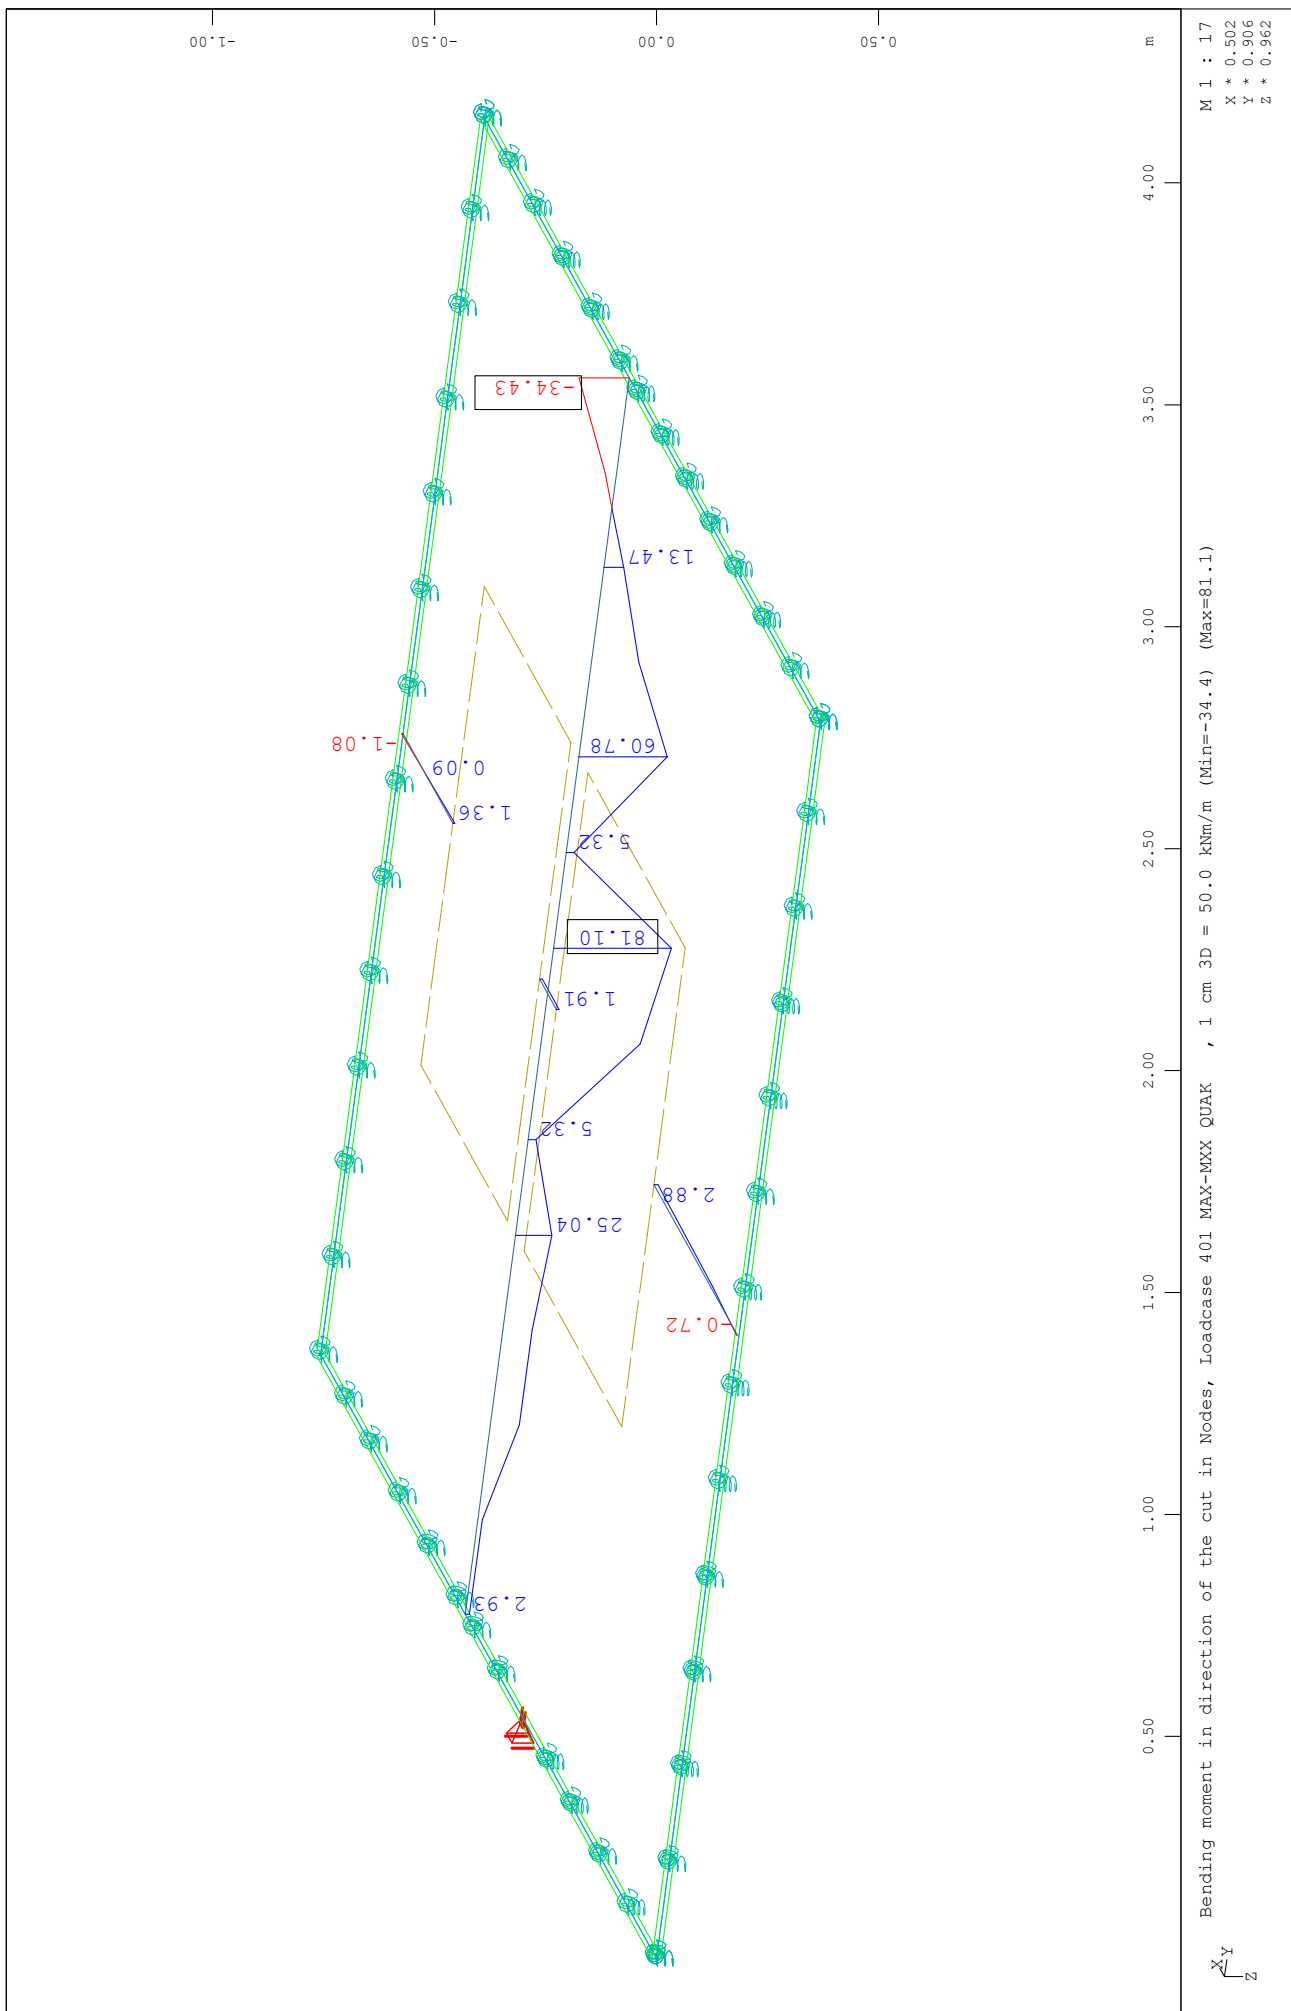 Bending moment in direction of the cut in Nodes, Loadcase 401 MAX-MXX QUAK , 1 cm 3D = 50.0 kNm/m (Min=-34.4) (Max=81.1)
M 1 : 17
X * 0.502
Y * 0.906
Z * 0.962
X
Y
Z
0.50
1.00
1.50
2.00
2.50
3.00
3.50
4.00
m
-1.00
-0.50
0.00
0.50
-34.43
13.47
60.78
5.32
81.10
1.91
5.32
25.04
2.93
-1.08
0.09
1.36
2.88
-0.72